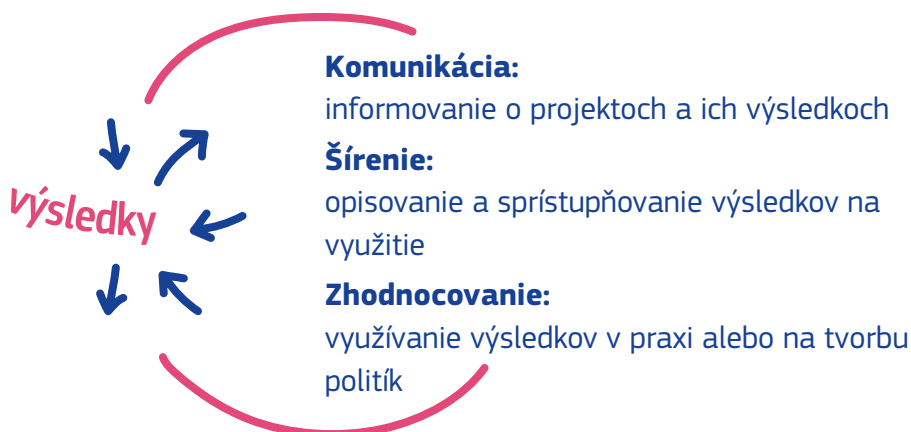 Komunikácia:
informovanie o projektoch a ich výsledkoch
Šírenie:
opisovanie a sprístupňovanie výsledkov na
využitie
Zhodnocovanie:
využívanie výsledkov v praxi alebo na tvorbu
politík
výsledky